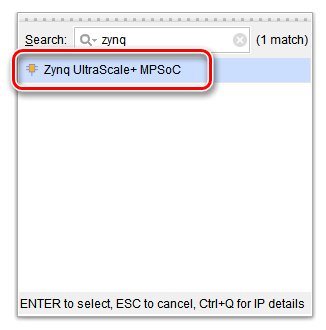 Search: zynq (1 match)
Zynq UltraScale+ MPSoC
ENTER to select, ESC to cancel, Ctrl+Q for IP details